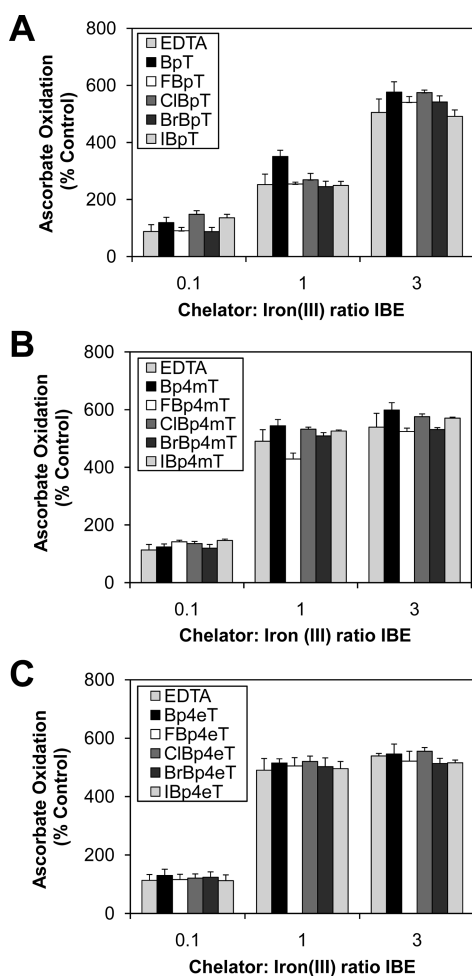 A
800
600
400
200
0
Ascorbate Oxidation
(% Control)
EDTA
BpT
FBpT
ClBpT
BrBpT
IBpT
0.1 1 3
Chelator: Iron(III) ratio IBE
B
800
600
400
200
0
Ascorbate Oxidation
(% Control)
EDTA
Bp4mT
FBp4mT
ClBp4mT
BrBp4mT
IBp4mT
0.1 1 3
Chelator: Iron (III) ratio IBE
C
800
600
400
200
0
Ascorbate Oxidation
(% Control)
EDTA
Bp4eT
FBp4eT
ClBp4eT
BrBp4eT
IBp4eT
0.1 1 3
Chelator: Iron(III) ratio IBE